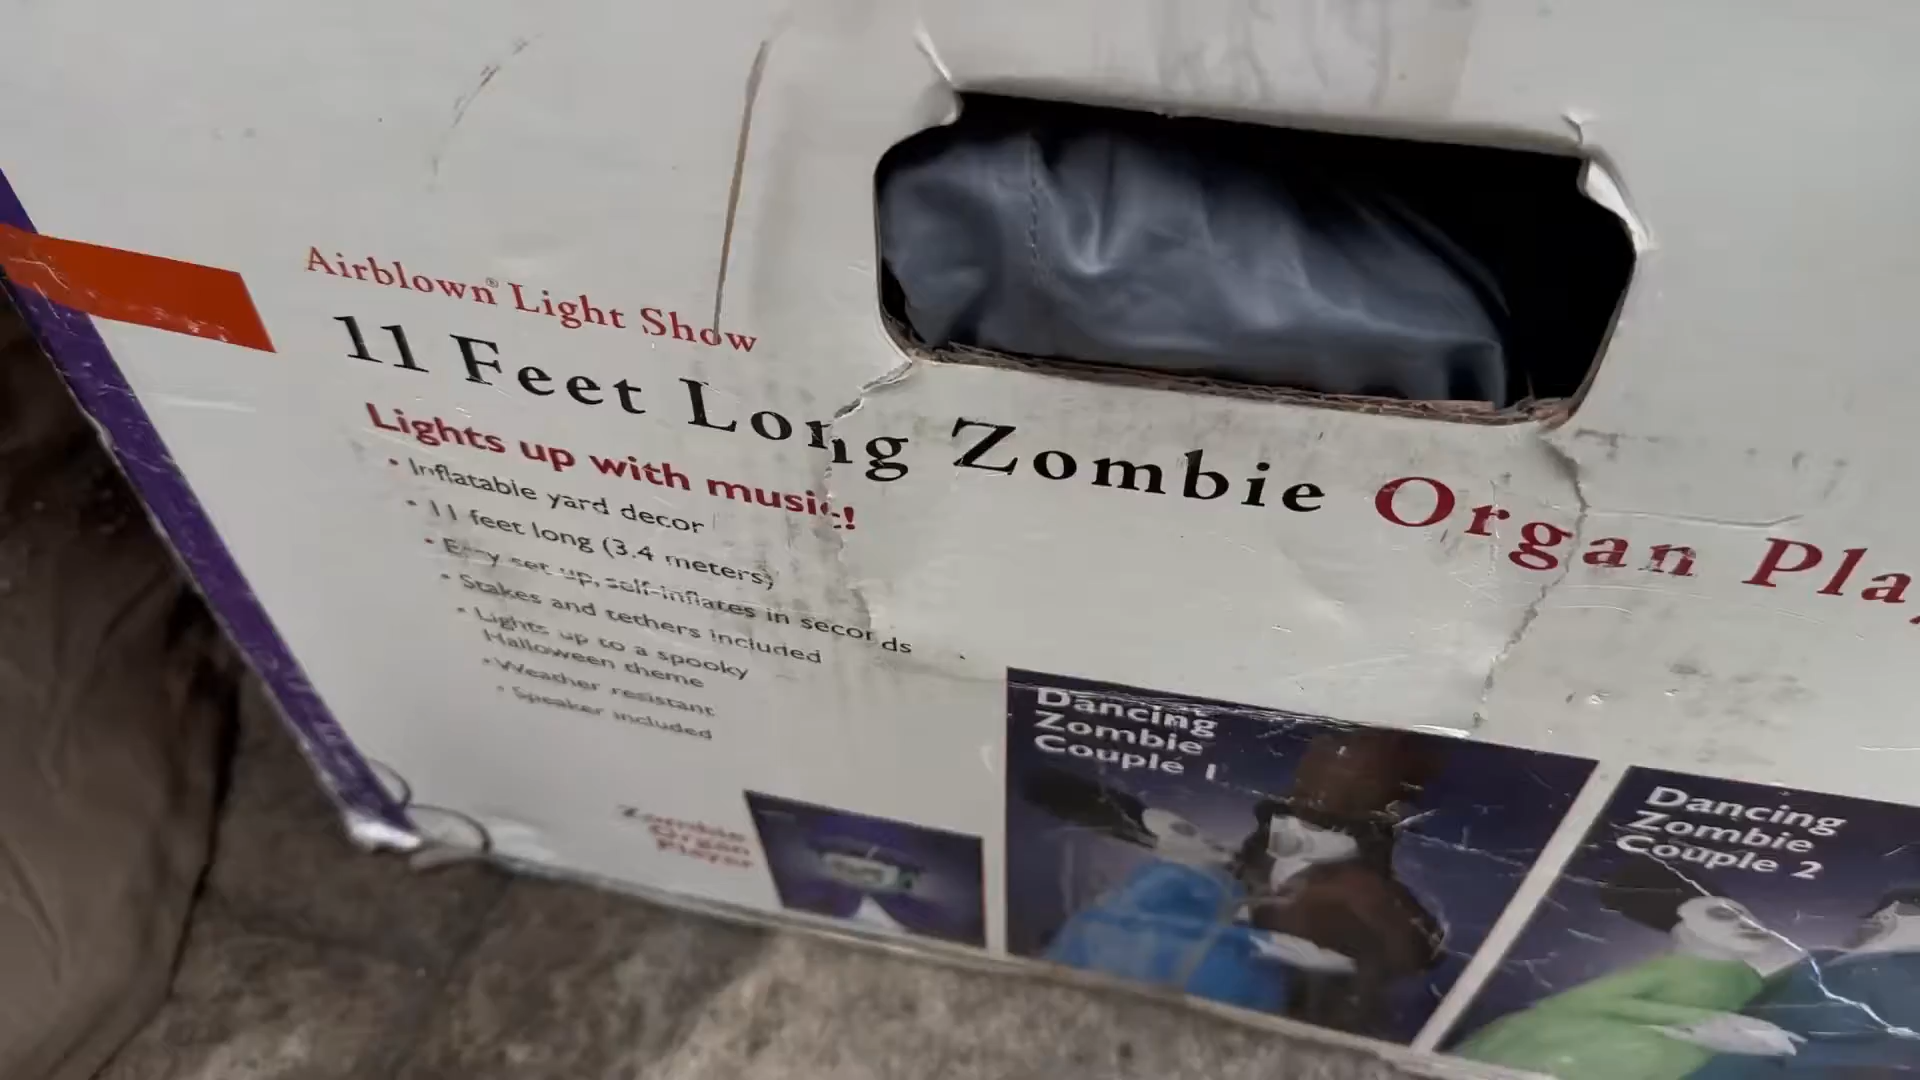 Airblown® Light Show
11 Feet Long Zombie Organ Pla
Lights up with music!
• Inflatable yard decor
• 11 feet long (3.4 meters)
• Easy set up, self-inflates in seconds
• Stakes and tethers included
• Lights up to a spooky
Halloween theme
• Weather resistant
• Speaker included
Zombie
Organ
Player
Dancing
Zombie
Couple 1
Dancing
Zombie
Couple 2